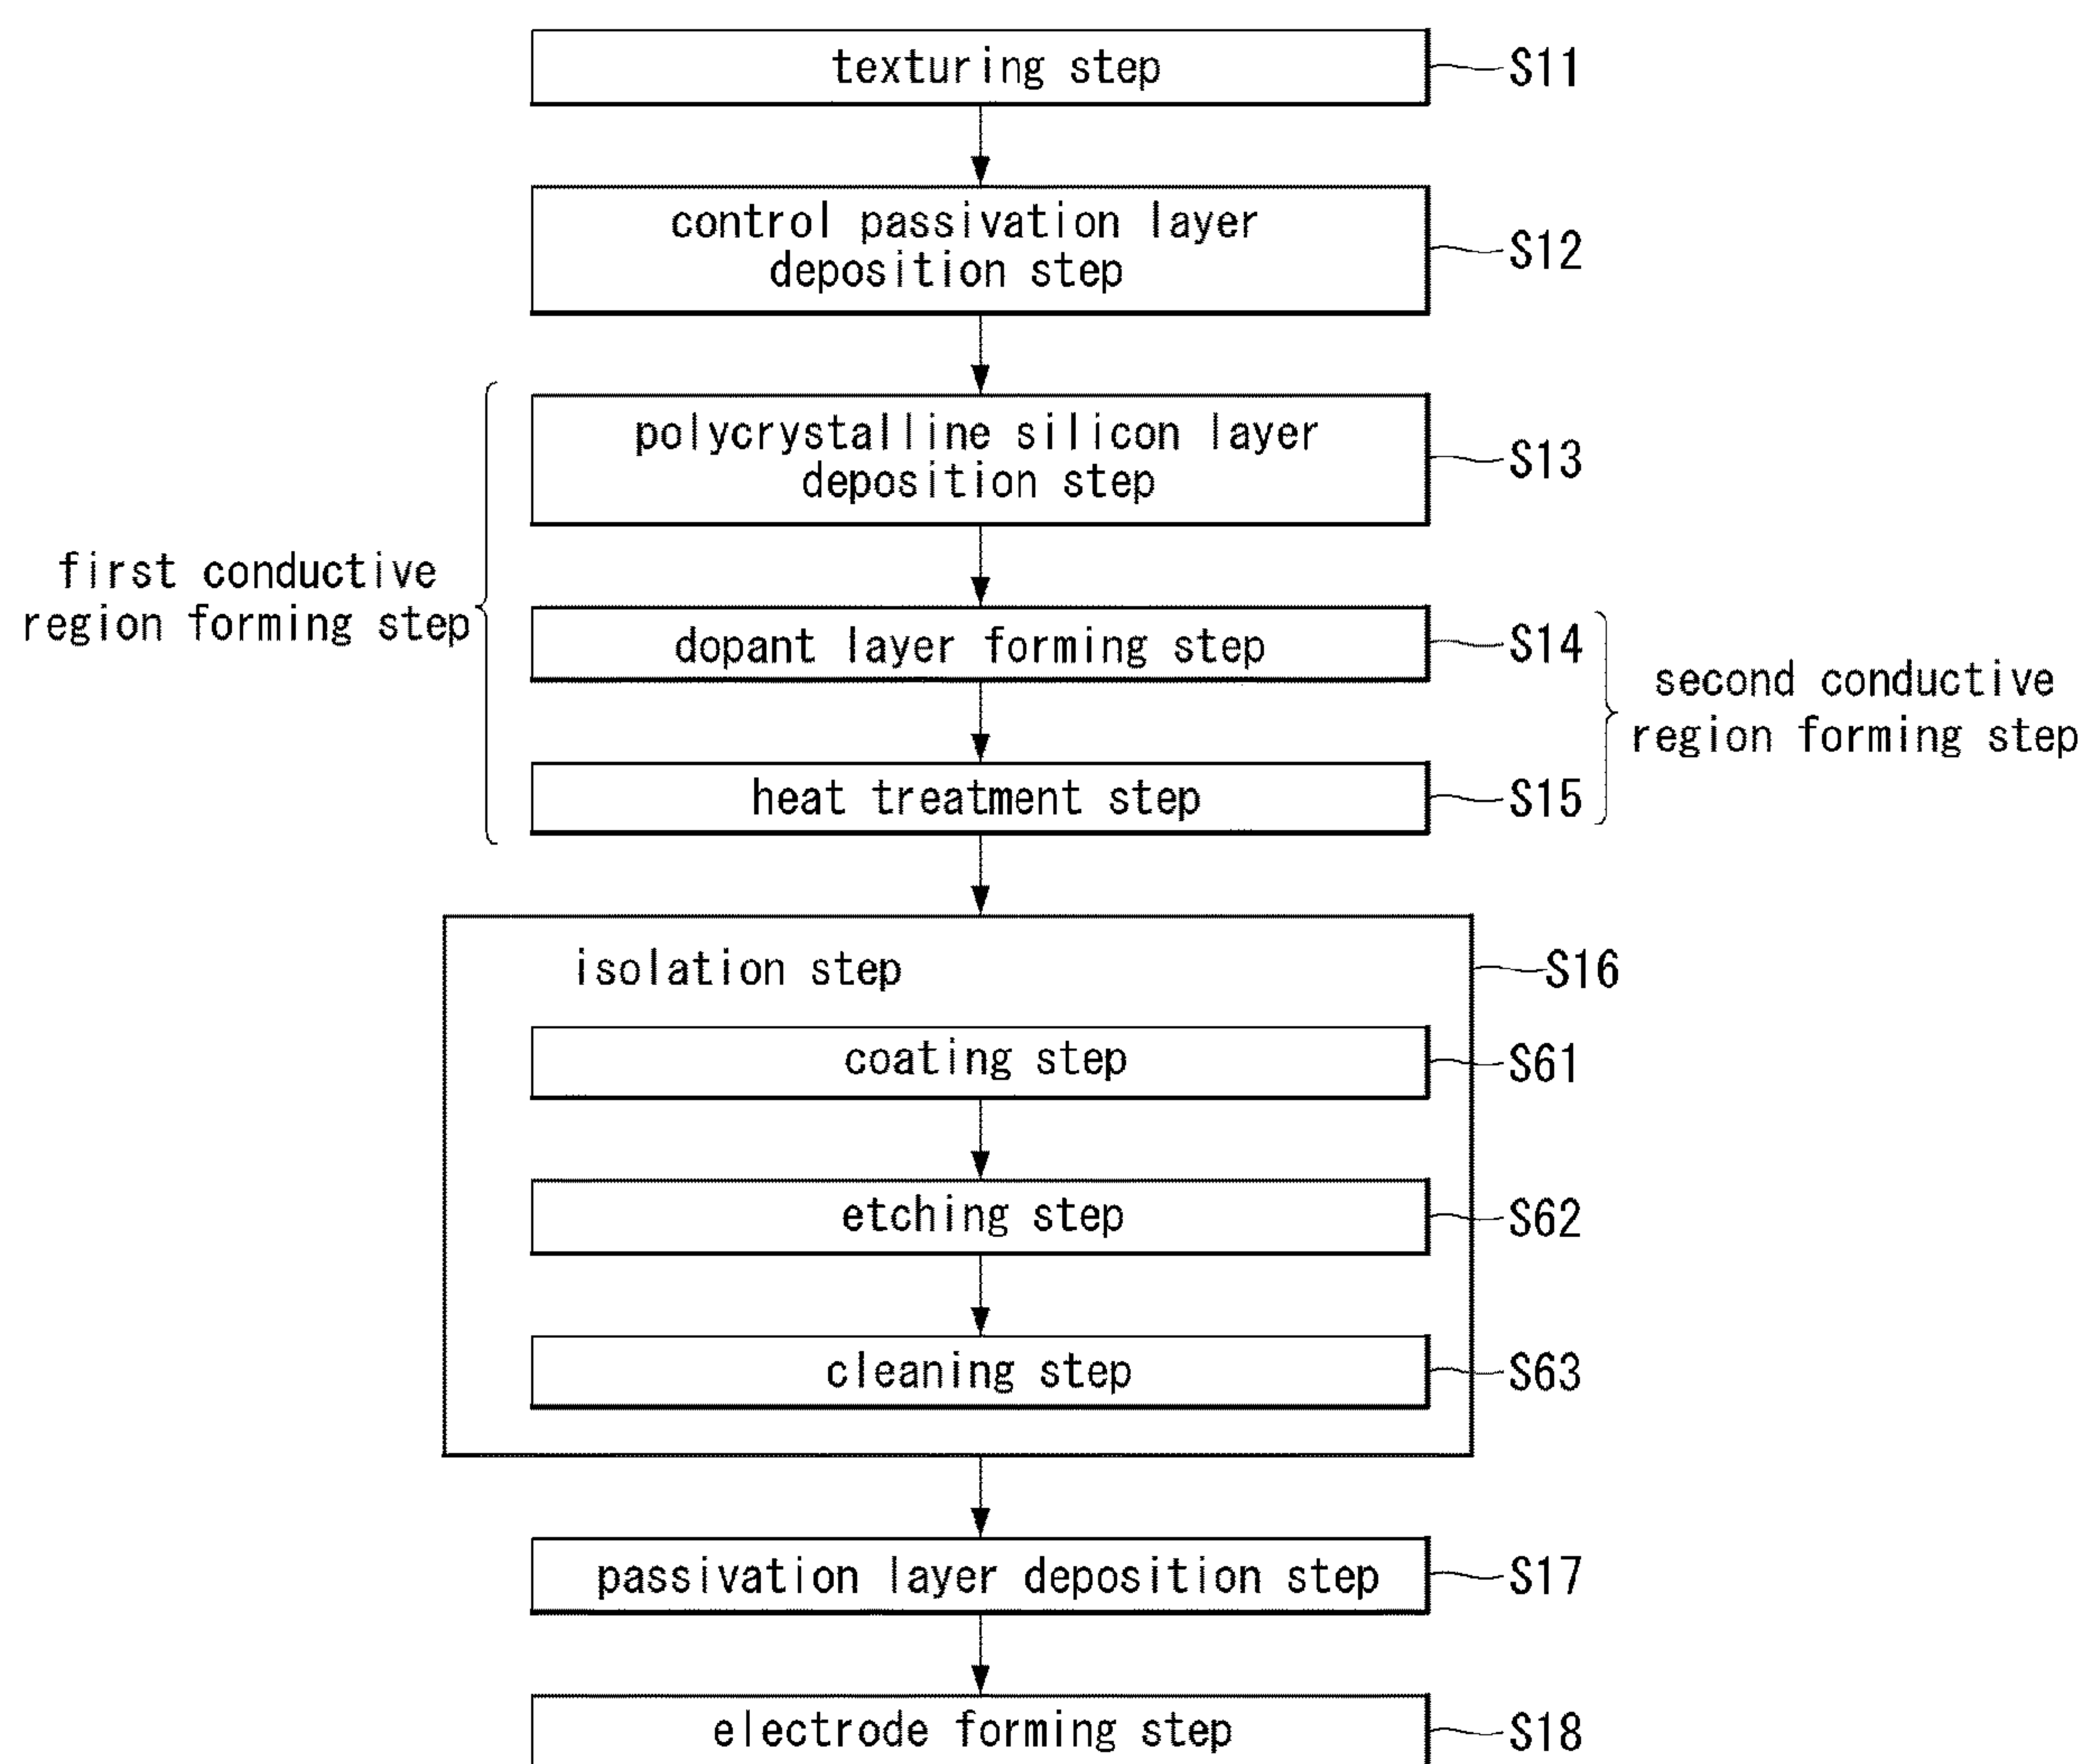 texturing step
S11
control passivation layer
deposition step
S12
polycrystalline silicon layer
deposition step
S13
first conductive
region forming step
dopant layer forming step
S14
second conductive
region forming step
heat treatment step
S15
isolation step
S16
coating step
S61
etching step
S62
cleaning step
S63
passivation layer deposition step
S17
electrode forming step
S18